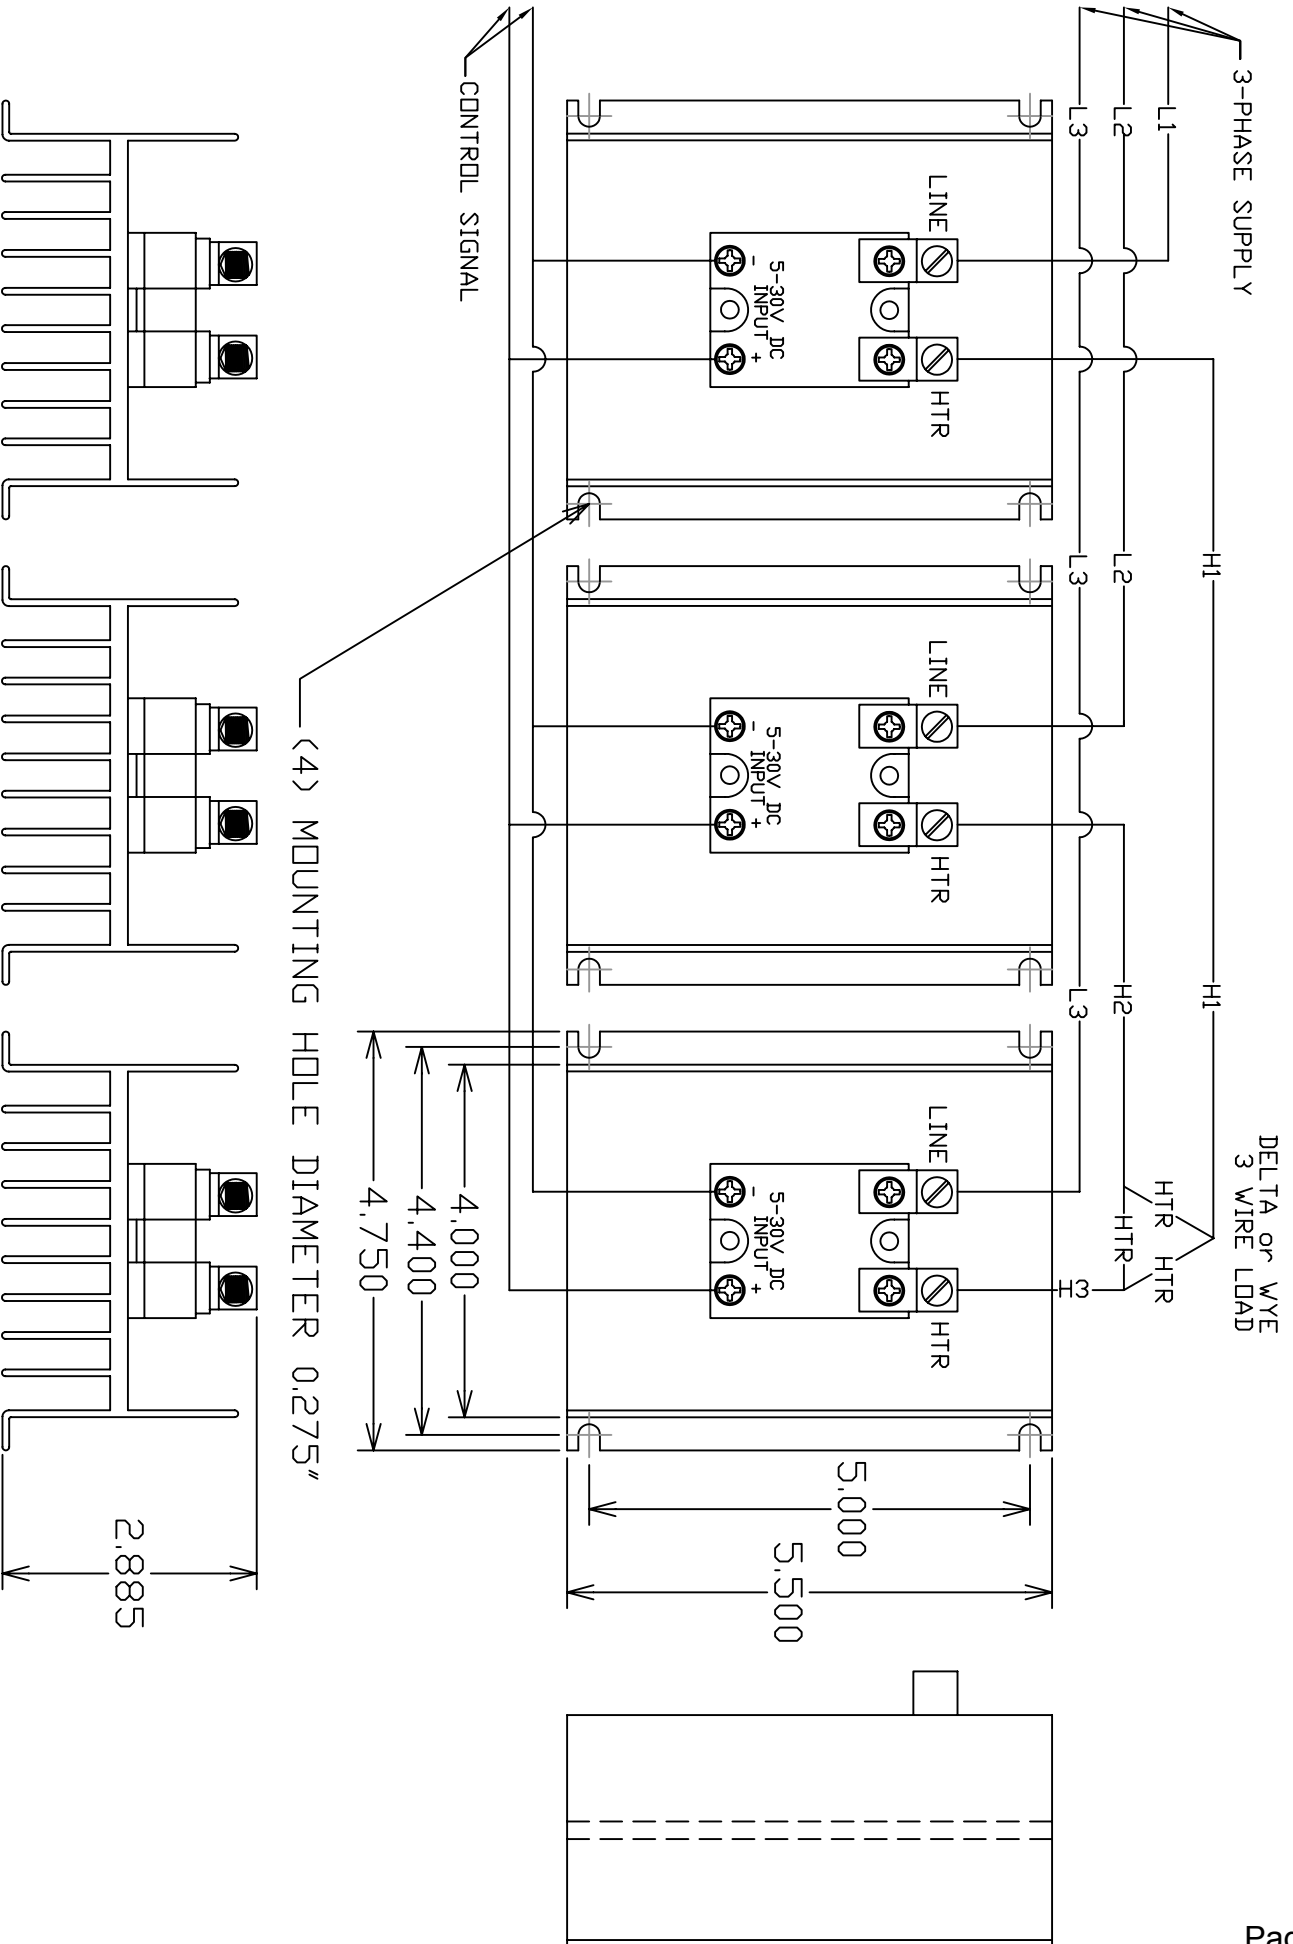 3-PHASE SUPPLY
DELTA or WYE
3 WIRE LOAD
H1
H1
L1
HTR
HTR
L2
L2
H2
HTR
L3
L3
L3
H3
LINE
HTR
LINE
HTR
LINE
HTR
5-30V DC
INPUT
- +
5-30V DC
INPUT
- +
5-30V DC
INPUT
- +
5.000
5.500
CONTROL SIGNAL
4.000
4.400
4.750
(4) MOUNTING HOLE DIAMETER 0.275"
2.885